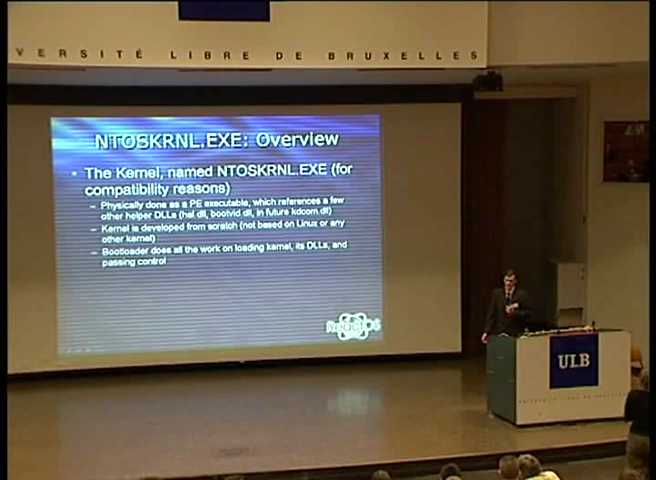 VERSITÉ LIBRE DE BRUXELLES
NTOSKRNL.EXE: Overview
• The Kernel, named NTOSKRNL.EXE (for
compatibility reasons)
– Physically done as a PE executable, which references a few
other helper DLLs (hal.dll, bootvid.dll, in future kdcom.dll)
– Kernel is developed from scratch (not based on Linux or any
other kernel)
– Bootloader does all the work on loading kernel, its DLLs, and
passing control
ReactOS
ULB